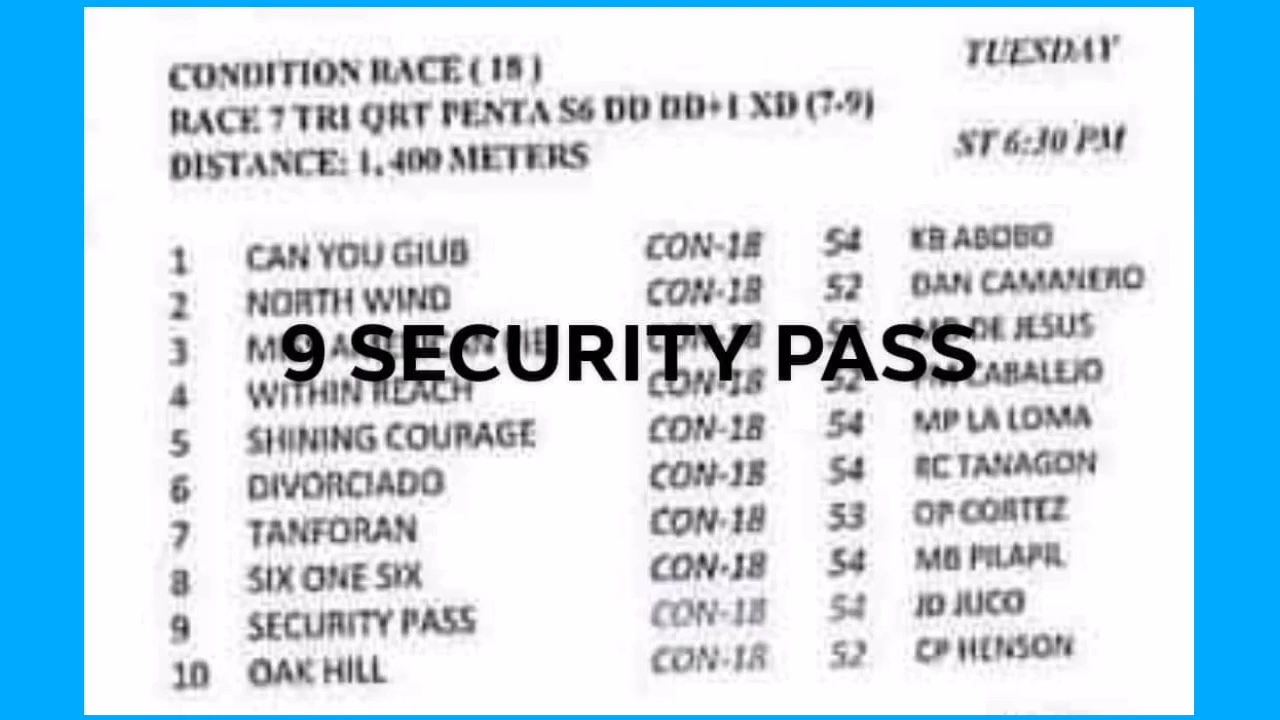 CONDITION RACE ( 18 )
TUESDAY
RACE 7 TRI QRT PENTA S6 DD DD+1 XD (7-9)
ST 6:30 PM
DISTANCE: 1, 400 METERS
1 CAN YOU GIUB CON-18 54 KB ABOBO
2 NORTH WIND CON-18 52 DAN CAMANERO
3 DE JESUS
9 SECURITY PASS
4 WITHIN REACH CON-18 52 CABALEJO
5 SHINING COURAGE CON-18 54 MP LA LOMA
6 DIVORCIADO CON-18 54 RC TANAGON
7 TANFORAN CON-18 53 OP CORTEZ
8 SIX ONE SIX CON-18 54 MB PILAPIL
9 SECURITY PASS CON-18 54 JD JUCO
10 OAK HILL CON-18 52 CP HENSON